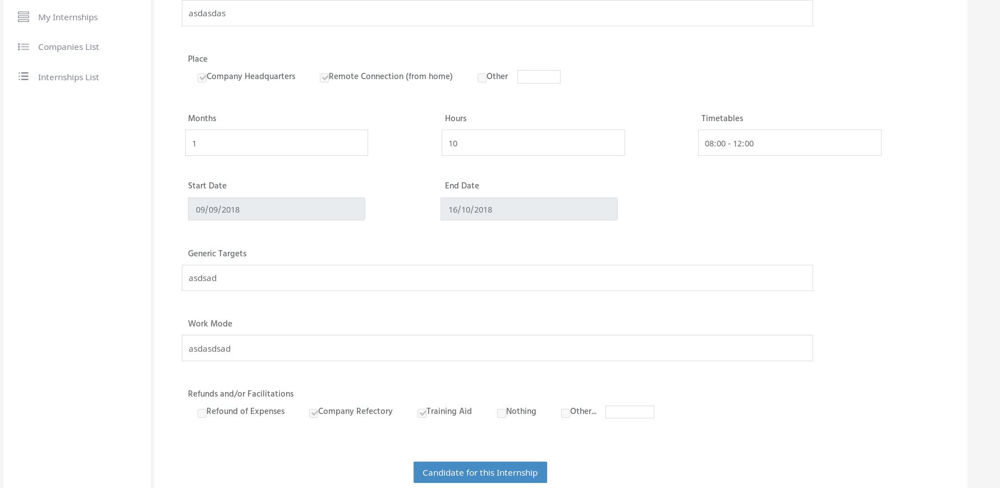 My Internships
Companies List
Internships List
asdasdas
Place
Company Headquarters Remote Connection (from home) Other
Months Hours Timetables
1 10 08:00 - 12:00
Start Date End Date
09/09/2018 16/10/2018
Generic Targets
asdsad
Work Mode
asdasdsad
Refunds and/or Facilitations
Refound of Expenses Company Refectory Training Aid Nothing Other...
Candidate for this Internship